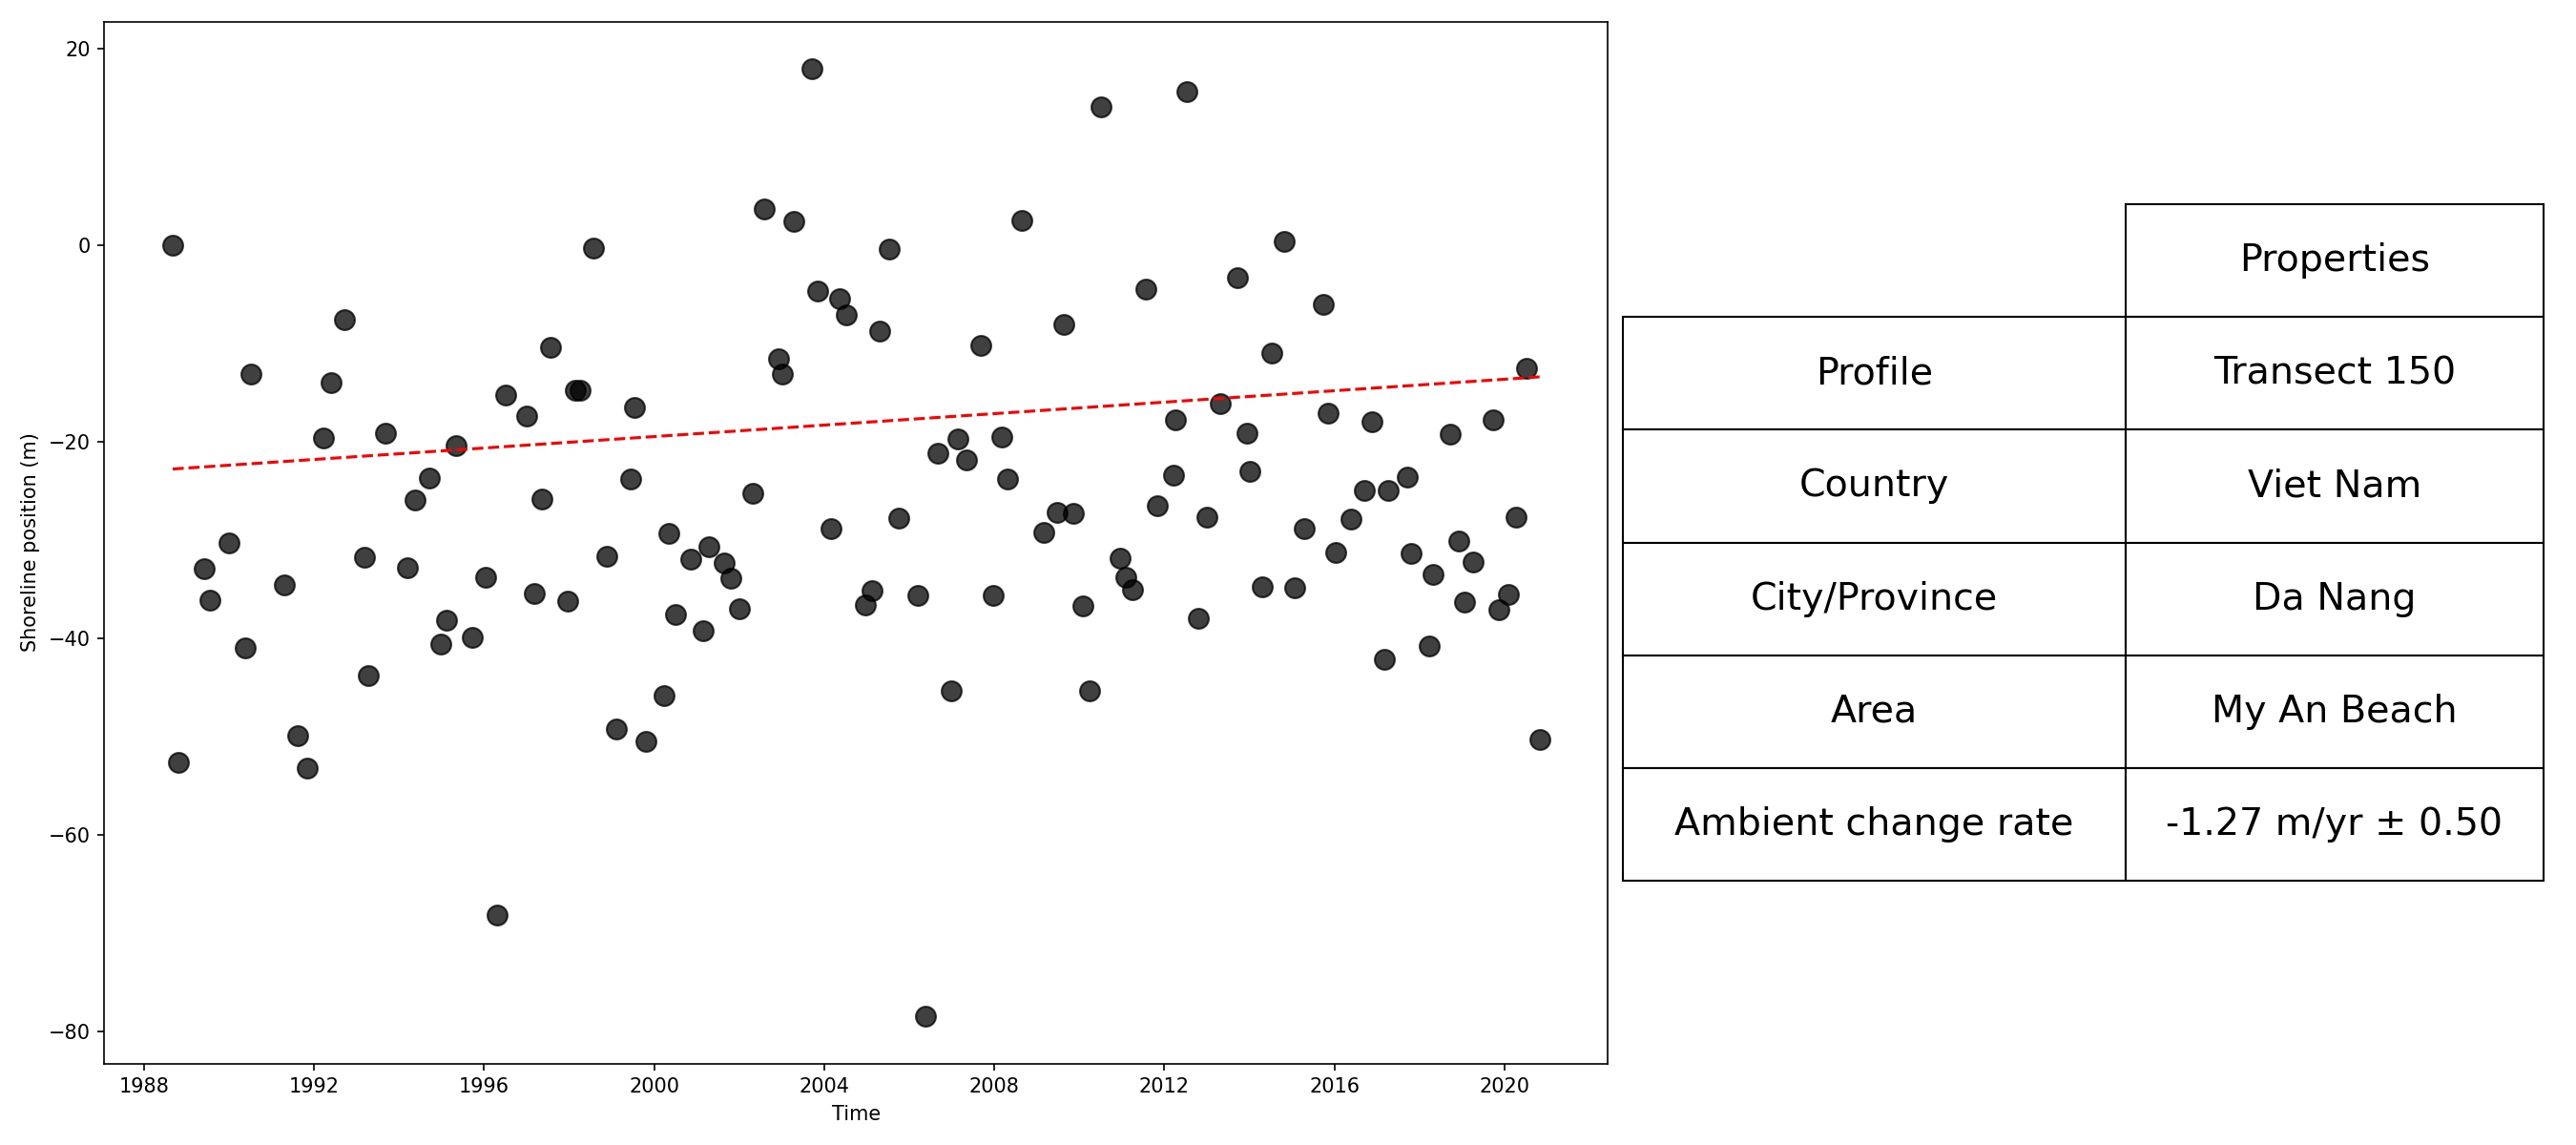 20
0
−20
−40
−60
−80
Shoreline position (m)
1988 1992 1996 2000 2004 2008 2012 2016 2020
Time
Properties
Profile Transect 150
Country Viet Nam
City/Province Da Nang
Area My An Beach
Ambient change rate -1.27 m/yr ± 0.50